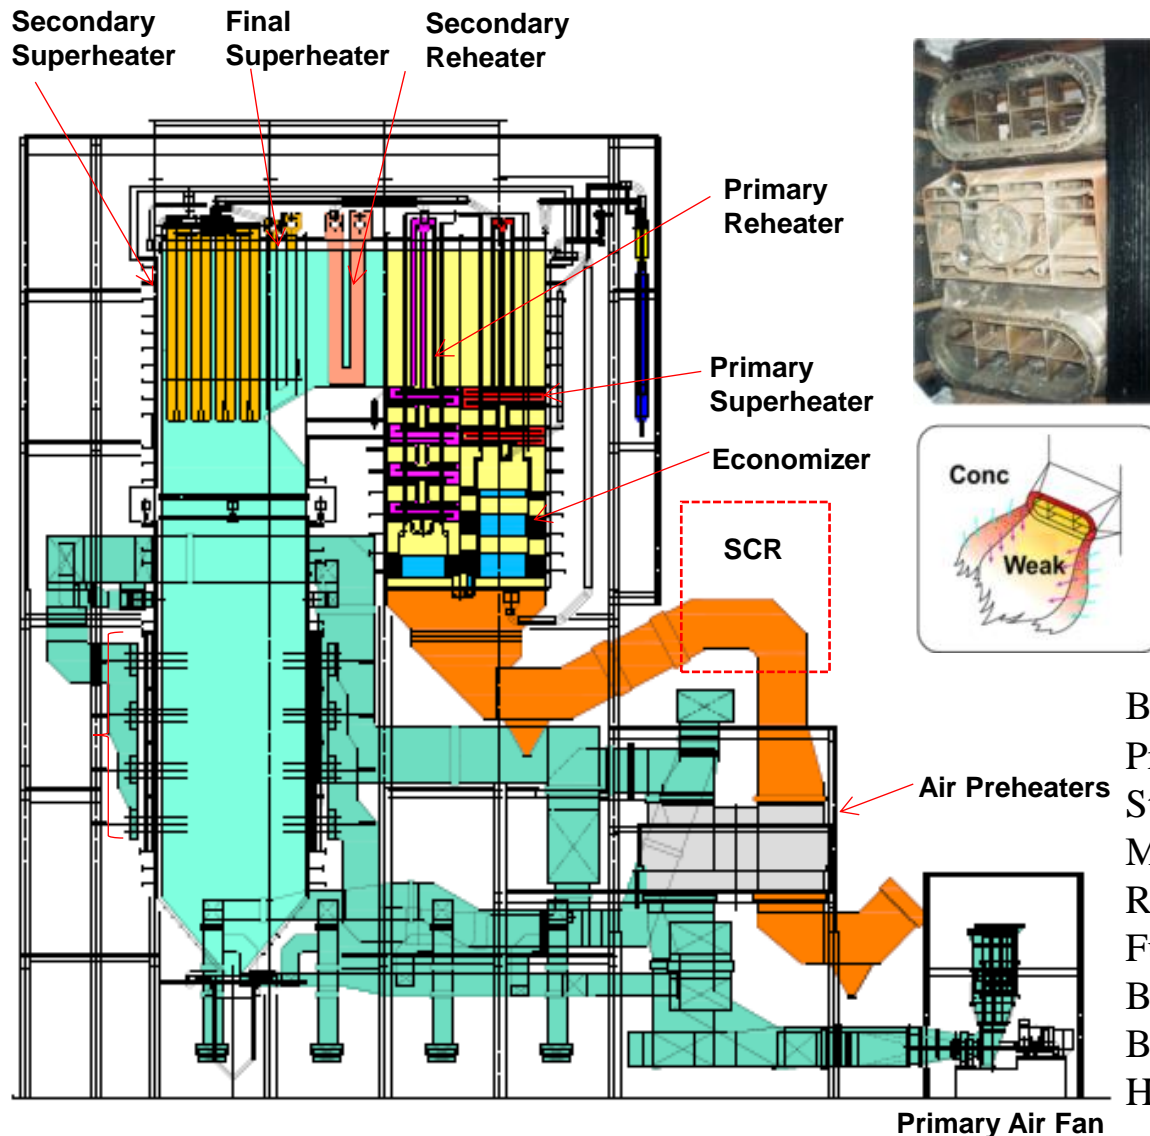 Secondary
Superheater
Final
Superheater
Secondary
Reheater
Primary
Reheater
Primary
Superheater
Economizer
SCR
Conc
Weak
Air Preheaters
Primary Air Fan